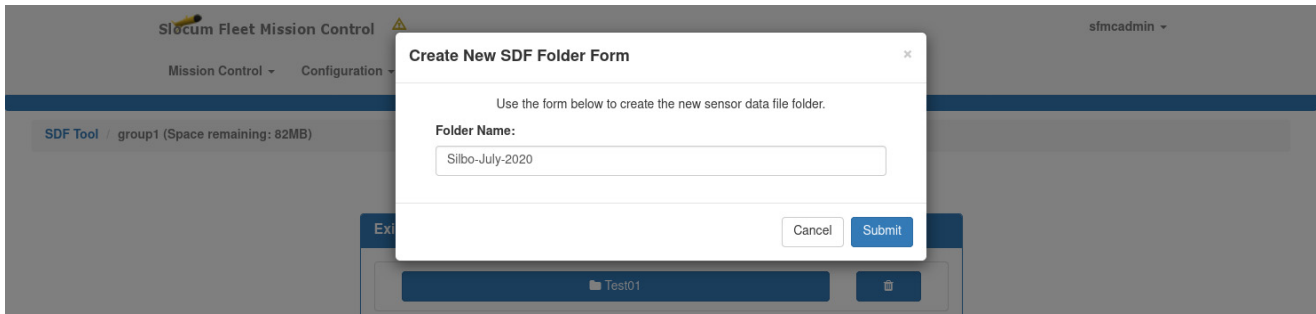 Slocum Fleet Mission Control
sfmcadmin
Create New SDF Folder Form
×
Mission Control
Configuration
Use the form below to create the new sensor data file folder.
SDF Tool / group1 (Space remaining: 82MB)
Folder Name:
Silbo-July-2020
Cancel
Submit
Exi
Test01